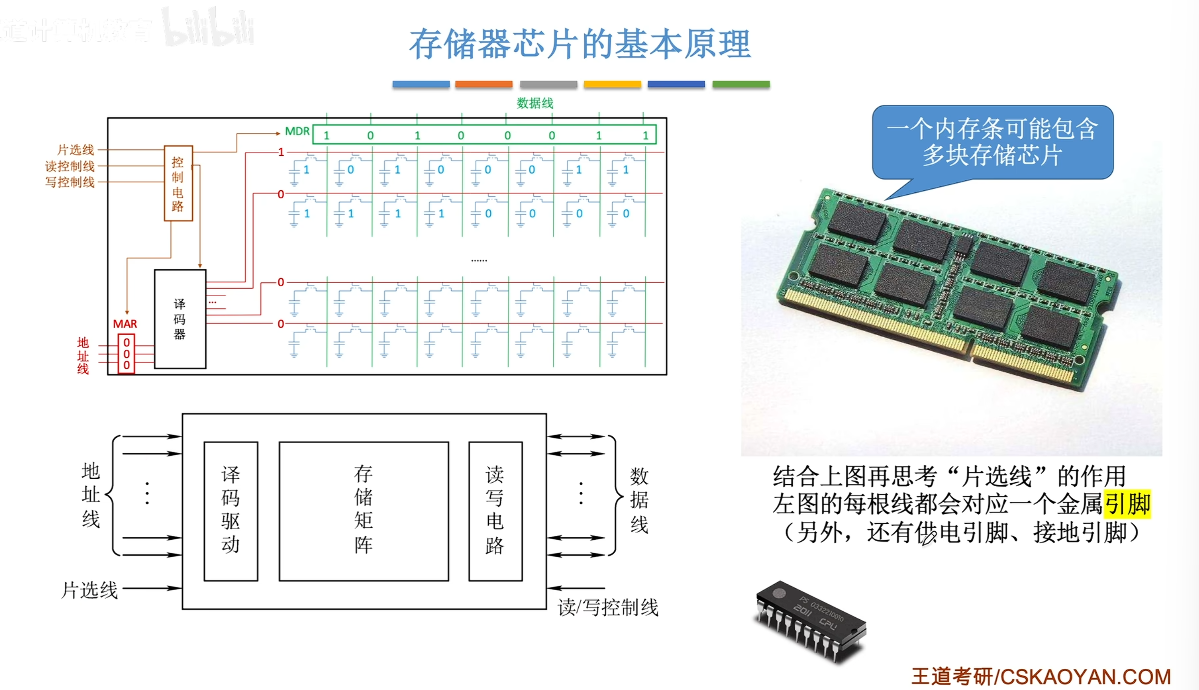 bilibili
存储器芯片的基本原理
数据线
MDR 1 0 1 0 0 0 1 1
片选线
读控制线
写控制线
控制电路
1
1 0 1 0 0 0 1 1
0
1 1 1 1 0 0 0 0
......
0
0
译码器
...
MAR
地址线
0
0
0
一个内存条可能包含
多块存储芯片
地址线
译码驱动
存储矩阵
读写电路
数据线
片选线
读/写控制线
结合上图再思考“片选线”的作用
左图的每根线都会对应一个金属引脚
（另外，还有供电引脚、接地引脚）
2011 CPU
王道考研/CSKAOYAN.COM